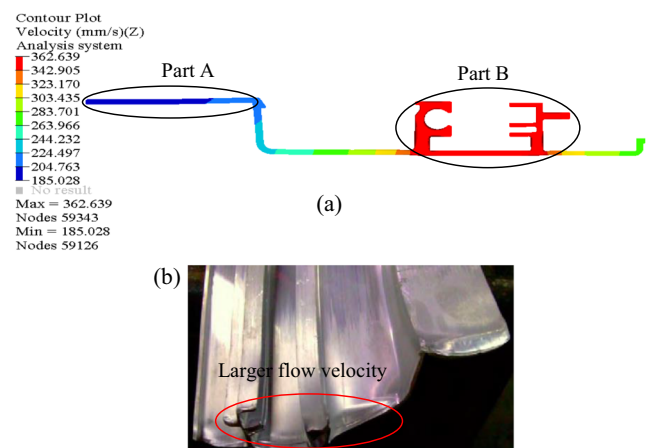 Contour Plot
Velocity (mm/s)(Z)
Analysis system
362.639
342.905
323.170
303.435
283.701
263.966
244.232
224.497
204.763
185.028
No result
Max = 362.639
Nodes 59343
Min = 185.028
Nodes 59126
Part A
Part B
(a)
(b)
Larger flow velocity